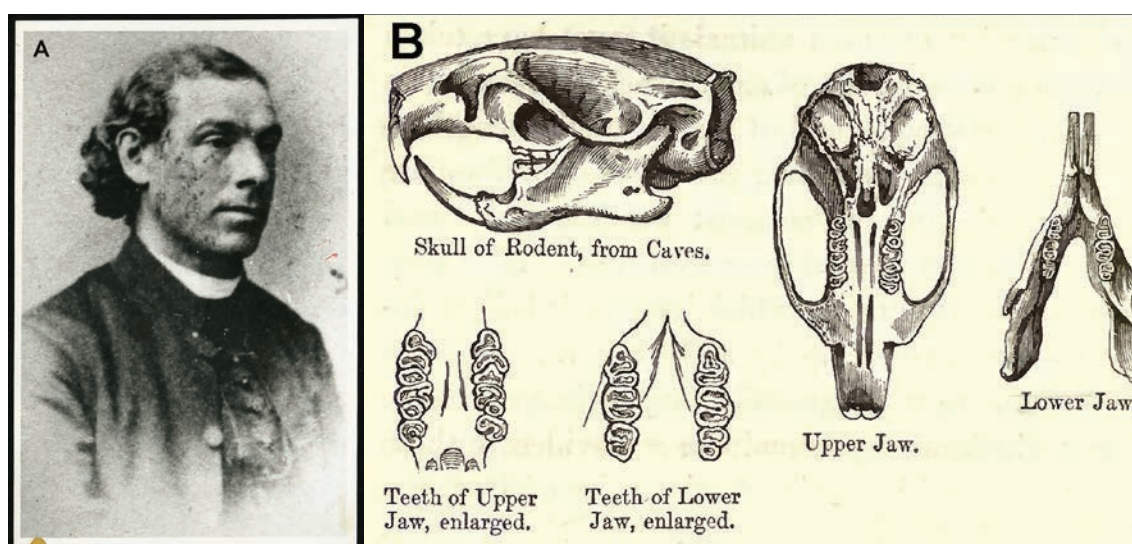 A
B
Skull of Rodent, from Caves.
Teeth of Upper
Jaw, enlarged.
Teeth of Lower
Jaw, enlarged.
Upper Jaw.
Lower Jaw